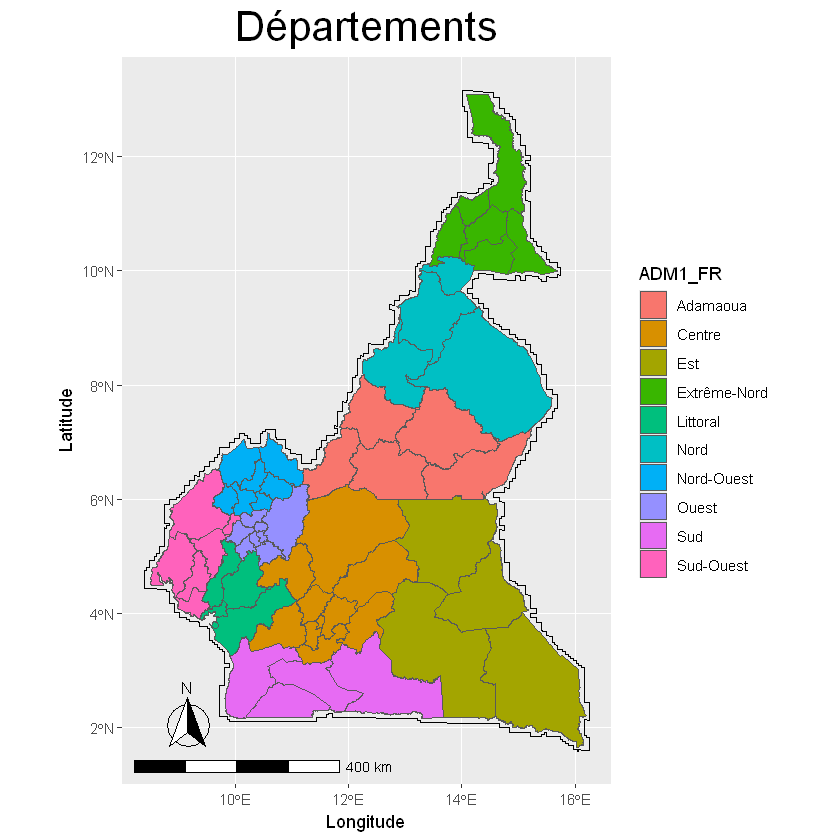 Départements
12°N
10°N
8°N
6°N
4°N
2°N
Latitude
N
400 km
10°E
12°E
14°E
16°E
Longitude
ADM1_FR
Adamaoua
Centre
Est
Extrême-Nord
Littoral
Nord
Nord-Ouest
Ouest
Sud
Sud-Ouest